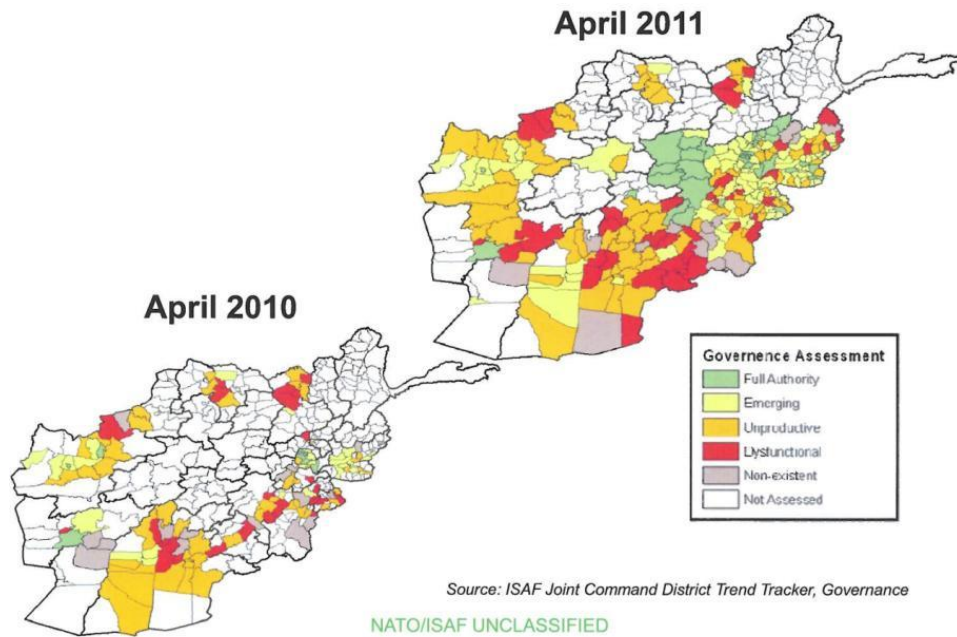 April 2011
April 2010
Governence Assessment
Full Authority
Emerging
Unproductive
Dysfunctional
Non-existent
Not Assessed
Source: ISAF Joint Command District Trend Tracker, Governance
NATO/ISAF UNCLASSIFIED